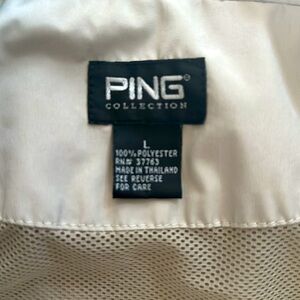 PING®
COLLECTION
L
100% POLYESTER
RN# 37763
MADE IN THAILAND
SEE REVERSE
FOR CARE